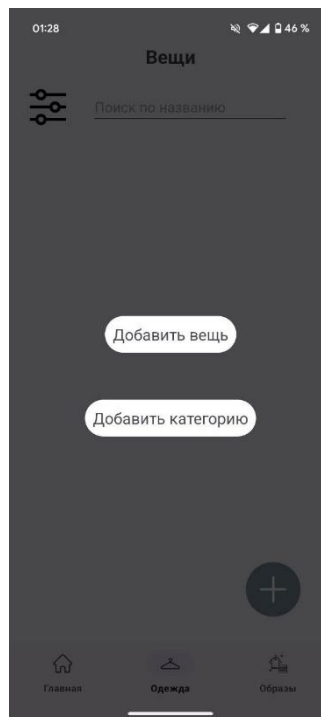 01:28
46 %
Вещи
Поиск по названию
Добавить вещь
Добавить категорию
Главная
Одежда
Образы